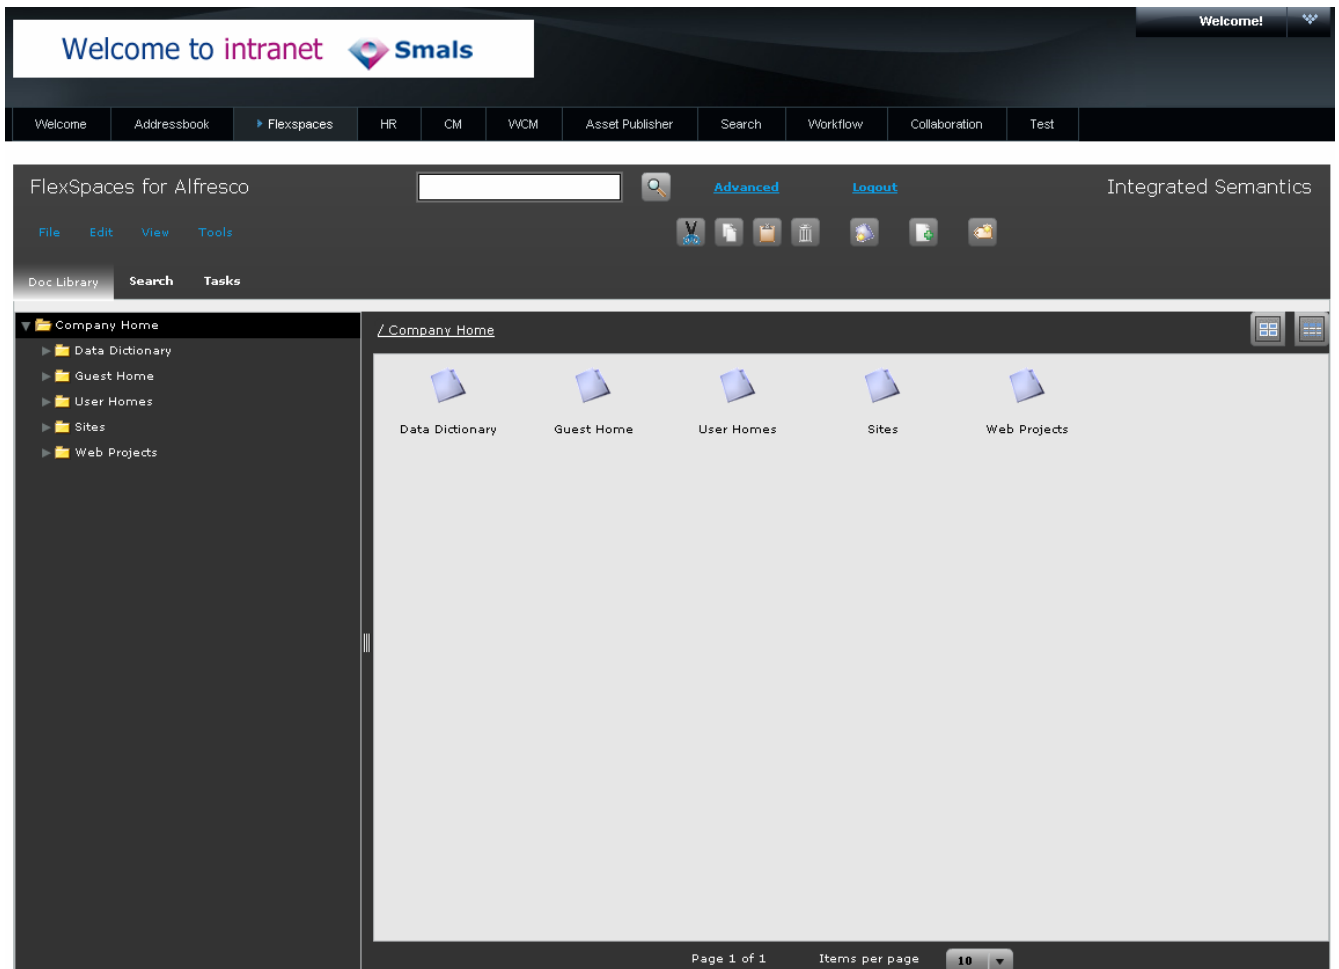 Welcome!
Welcome to intranet Smals
Welcome Addressbook Flexspaces HR CM WCM Asset Publisher Search Workflow Collaboration Test
FlexSpaces for Alfresco Advanced Logout Integrated Semantics
File Edit View Tools
Doc Library Search Tasks
Company Home
Data Dictionary
Guest Home
User Homes
Sites
Web Projects
/ Company Home
Data Dictionary Guest Home User Homes Sites Web Projects
Page 1 of 1 Items per page 10